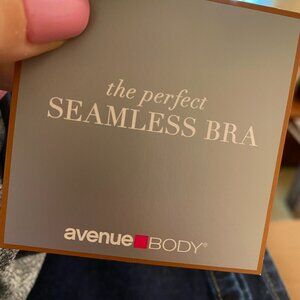 the perfect
SEAMLESS BRA
avenue BODY®